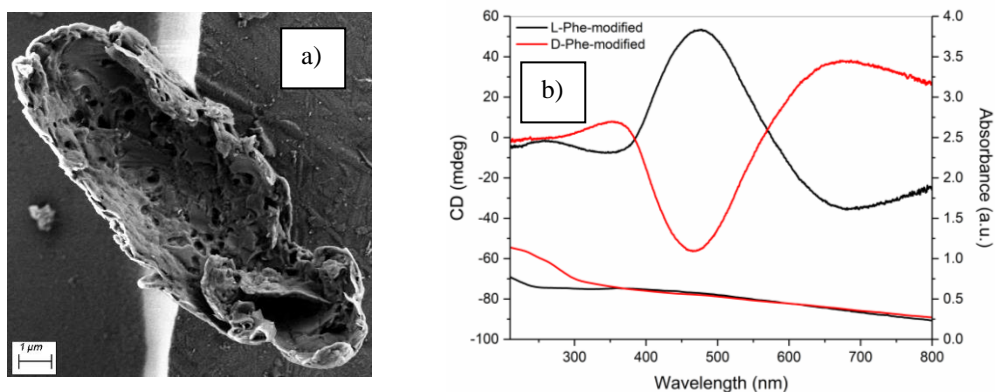 a)
1 µm
b)
L-Phe-modified
D-Phe-modified
60
40
20
0
-20
-40
-60
-80
-100
CD (mdeg)
4.0
3.5
3.0
2.5
2.0
1.5
1.0
0.5
0.0
Absorbance (a.u.)
300 400 500 600 700 800
Wavelength (nm)